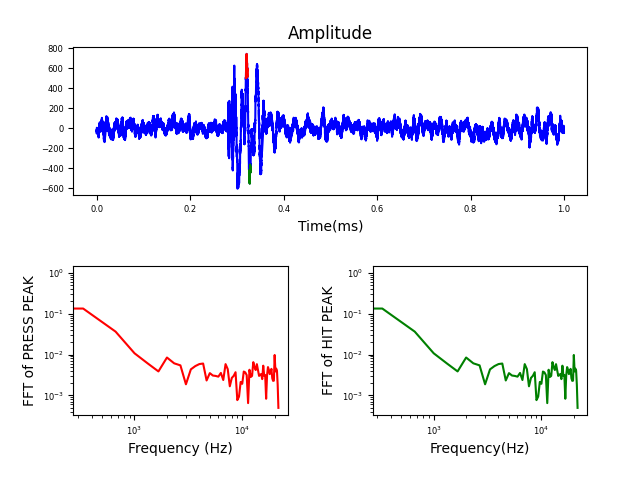 Amplitude
800
600
400
200
0
−200
−400
−600
0.0 0.2 0.4 0.6 0.8 1.0
Time(ms)
FFT of PRESS PEAK
10⁰
10⁻¹
10⁻²
10⁻³
10³ 10⁴
Frequency (Hz)
FFT of HIT PEAK
10⁰
10⁻¹
10⁻²
10⁻³
10³ 10⁴
Frequency(Hz)